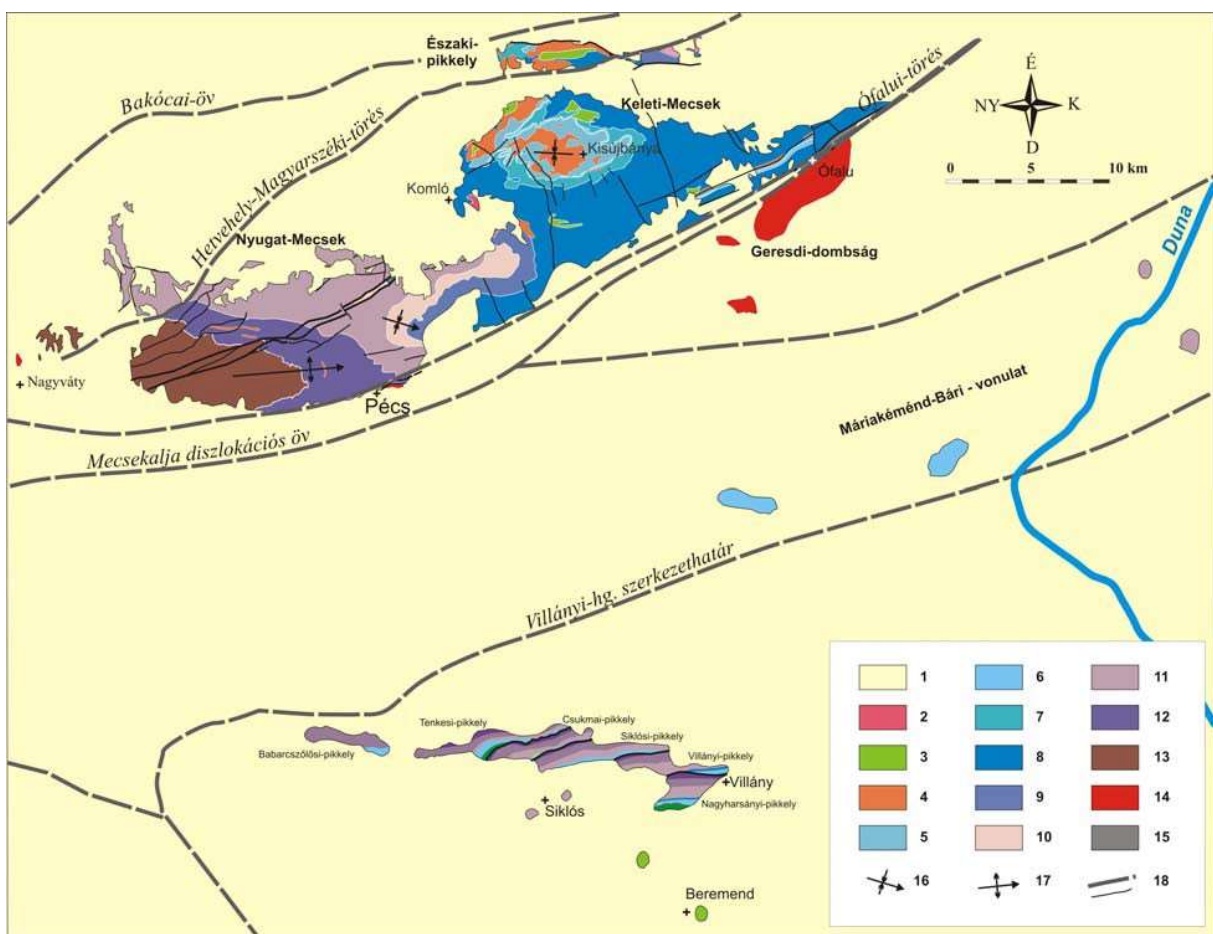 Északi-
pikkely
Bakócai-öv
Hetvehely-Magyarszéki-törés
Keleti-Mecsek
Ófalui-törés
É
NY
K
D
0 5 10 km
Kisújbánya
Komló
Ófalu
Geresdi-dombság
Nyugat-Mecsek
Duna
Nagyváty
Pécs
Mecsekalja diszlokációs öv
Máriakéménd-Bári - vonulat
Villányi-hg. szerkezethatár
Babarcszőlősi-pikkely
Tenkesi-pikkely
Csukmai-pikkely
Siklósi-pikkely
Villányi-pikkely
Villány
Nagyharsányi-pikkely
Siklós
Beremend
1 6 11
2 7 12
3 8 13
4 9 14
5 10 15
16 17 18